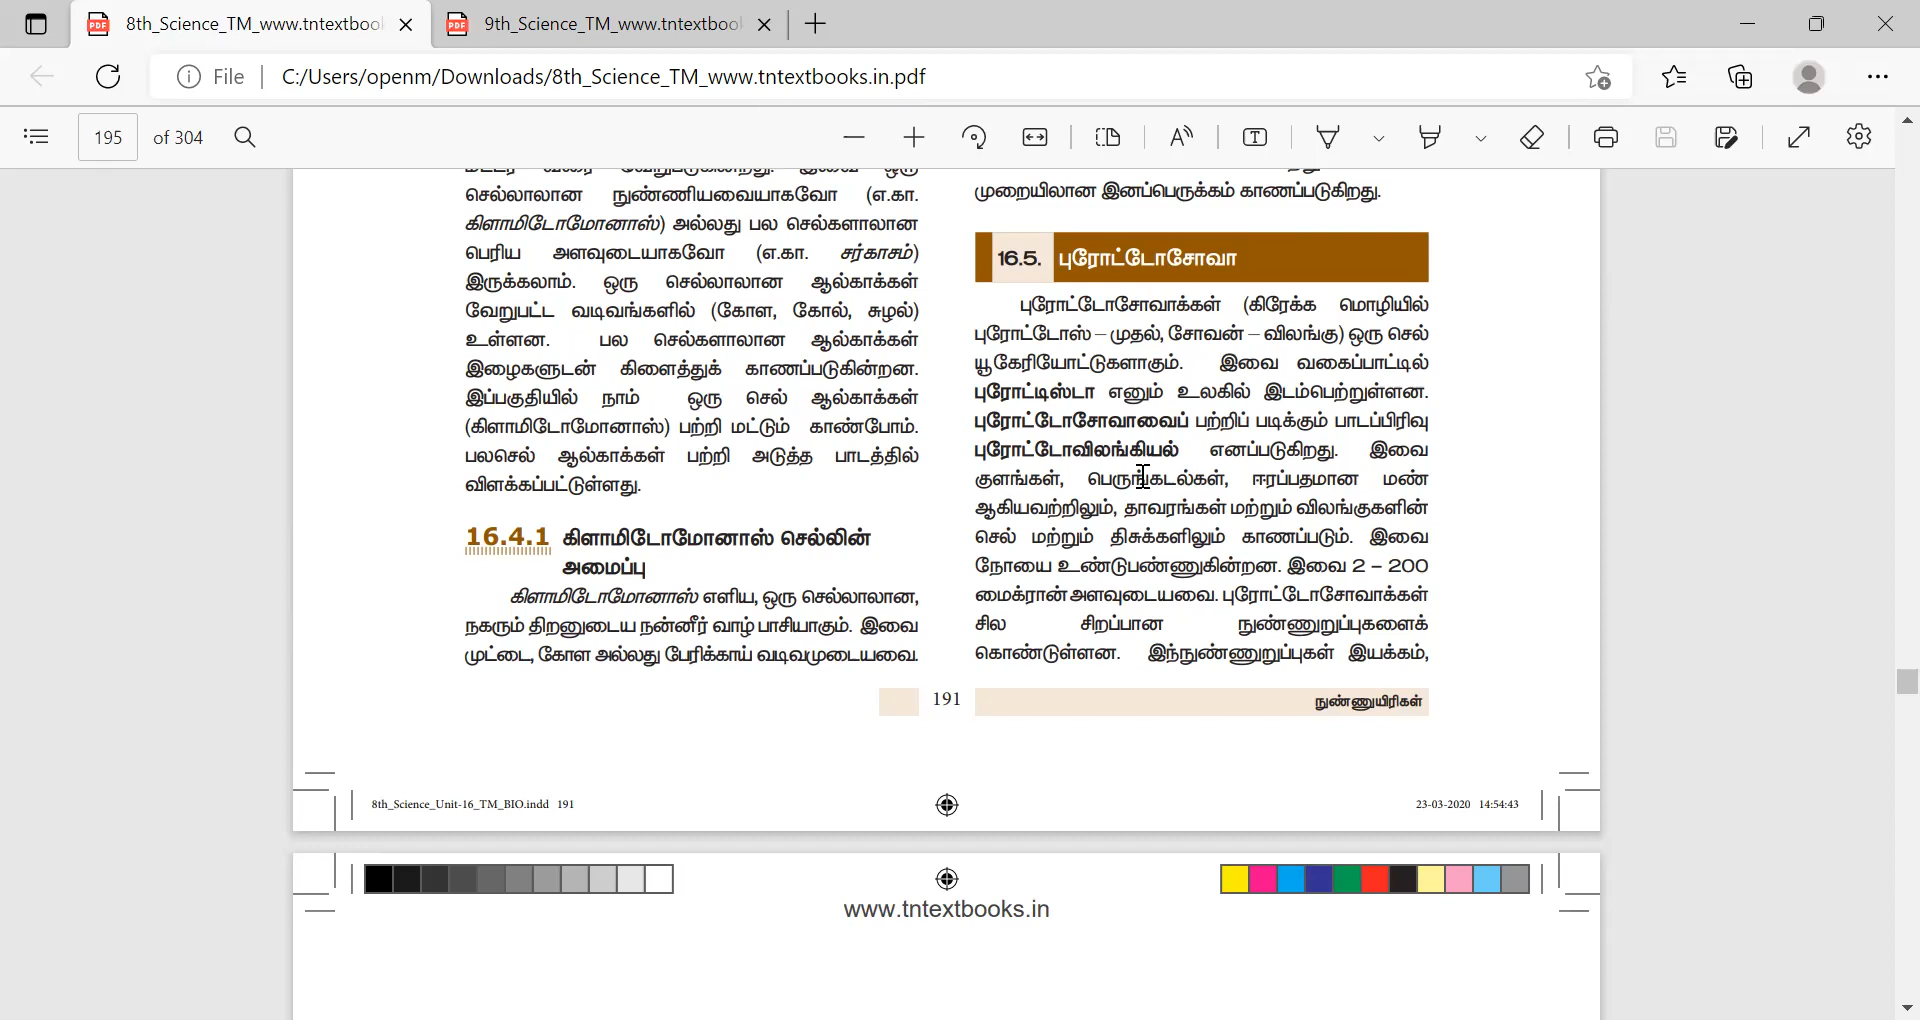 8th_Science_TM_www.tntextboo
9th_Science_TM_www.tntextboo
File
C:/Users/openm/Downloads/8th_Science_TM_www.tntextbooks.in.pdf
195 of 304
செல்லாலான நுண்ணியவையாகவோ (எ.கா.
கிளாமிடோமோனாஸ்) அல்லது பல செல்களாலான
பெரிய அளவுடையாகவோ (எ.கா. சர்காசம்)
இருக்கலாம். ஒரு செல்லாலான ஆல்காக்கள்
வேறுபட்ட வடிவங்களில் (கோள, கோல், சுழல்)
உள்ளன. பல செல்களாலான ஆல்காக்கள்
இழைகளுடன் கிளைத்துக் காணப்படுகின்றன.
இப்பகுதியில் நாம் ஒரு செல் ஆல்காக்கள்
(கிளாமிடோமோனாஸ்) பற்றி மட்டும் காண்போம்.
பலசெல் ஆல்காக்கள் பற்றி அடுத்த பாடத்தில்
விளக்கப்பட்டுள்ளது.
16.4.1 கிளாமிடோமோனாஸ் செல்லின்
அமைப்பு
கிளாமிடோமோனாஸ் எளிய, ஒரு செல்லாலான,
நகரும் திறனுடைய நன்னீர் வாழ் பாசியாகும். இவை
முட்டை, கோள அல்லது பேரிக்காய் வடிவமுடையவை.
முறையிலான இனப்பெருக்கம் காணப்படுகிறது.
16.5. புரோட்டோசோவா
புரோட்டோசோவாக்கள் (கிரேக்க மொழியில்
புரோட்டோஸ் – முதல், சோவன் – விலங்கு) ஒரு செல்
யூகேரியோட்டுகளாகும். இவை வகைப்பாட்டில்
புரோட்டிஸ்டா எனும் உலகில் இடம்பெற்றுள்ளன.
புரோட்டோசோவாவைப் பற்றிப் படிக்கும் பாடப்பிரிவு
புரோட்டோவிலங்கியல் எனப்படுகிறது. இவை
குளங்கள், பெருங்கடல்கள், ஈரப்பதமான மண்
ஆகியவற்றிலும், தாவரங்கள் மற்றும் விலங்குகளின்
செல் மற்றும் திசுக்களிலும் காணப்படும். இவை
நோயை உண்டுபண்ணுகின்றன. இவை 2 – 200
மைக்ரான் அளவுடையவை. புரோட்டோசோவாக்கள்
சில சிறப்பான நுண்ணுறுப்புகளைக்
கொண்டுள்ளன. இந்நுண்ணுறுப்புகள் இயக்கம்,
191 நுண்ணுயிரிகள்
8th_Science_Unit-16_TM_BIO.indd 191
23-03-2020 14:54:43
www.tntextbooks.in